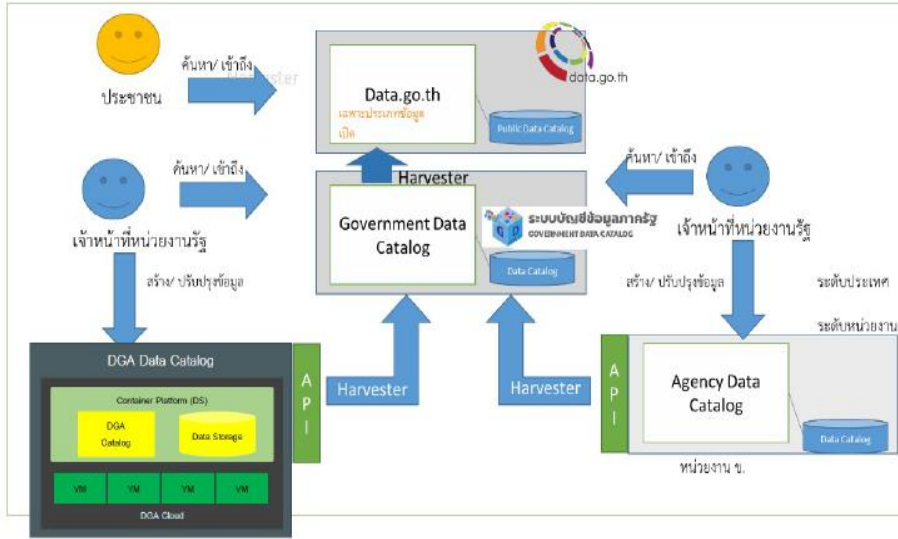 ค้นหา/ เข้าถึง
Harvester
ประชาชน
data.go.th
Data.go.th
เฉพาะประเภทข้อมูล
เปิด
Public Data Catalog
ค้นหา/ เข้าถึง
ค้นหา/ เข้าถึง
Harvester
Government Data
Catalog
ระบบบัญชีข้อมูลภาครัฐ
GOVERNMENT DATA CATALOG
Data Catalog
เจ้าหน้าที่หน่วยงานรัฐ
เจ้าหน้าที่หน่วยงานรัฐ
สร้าง/ ปรับปรุงข้อมูล
สร้าง/ ปรับปรุงข้อมูล
ระดับประเทศ
ระดับหน่วยงาน
DGA Data Catalog
Container Platform (DS)
DGA
Catalog
Data Storage
VM
VM
VM
VM
DGA Cloud
API
Harvester
Harvester
API
Agency Data
Catalog
Data Catalog
หน่วยงาน ข.